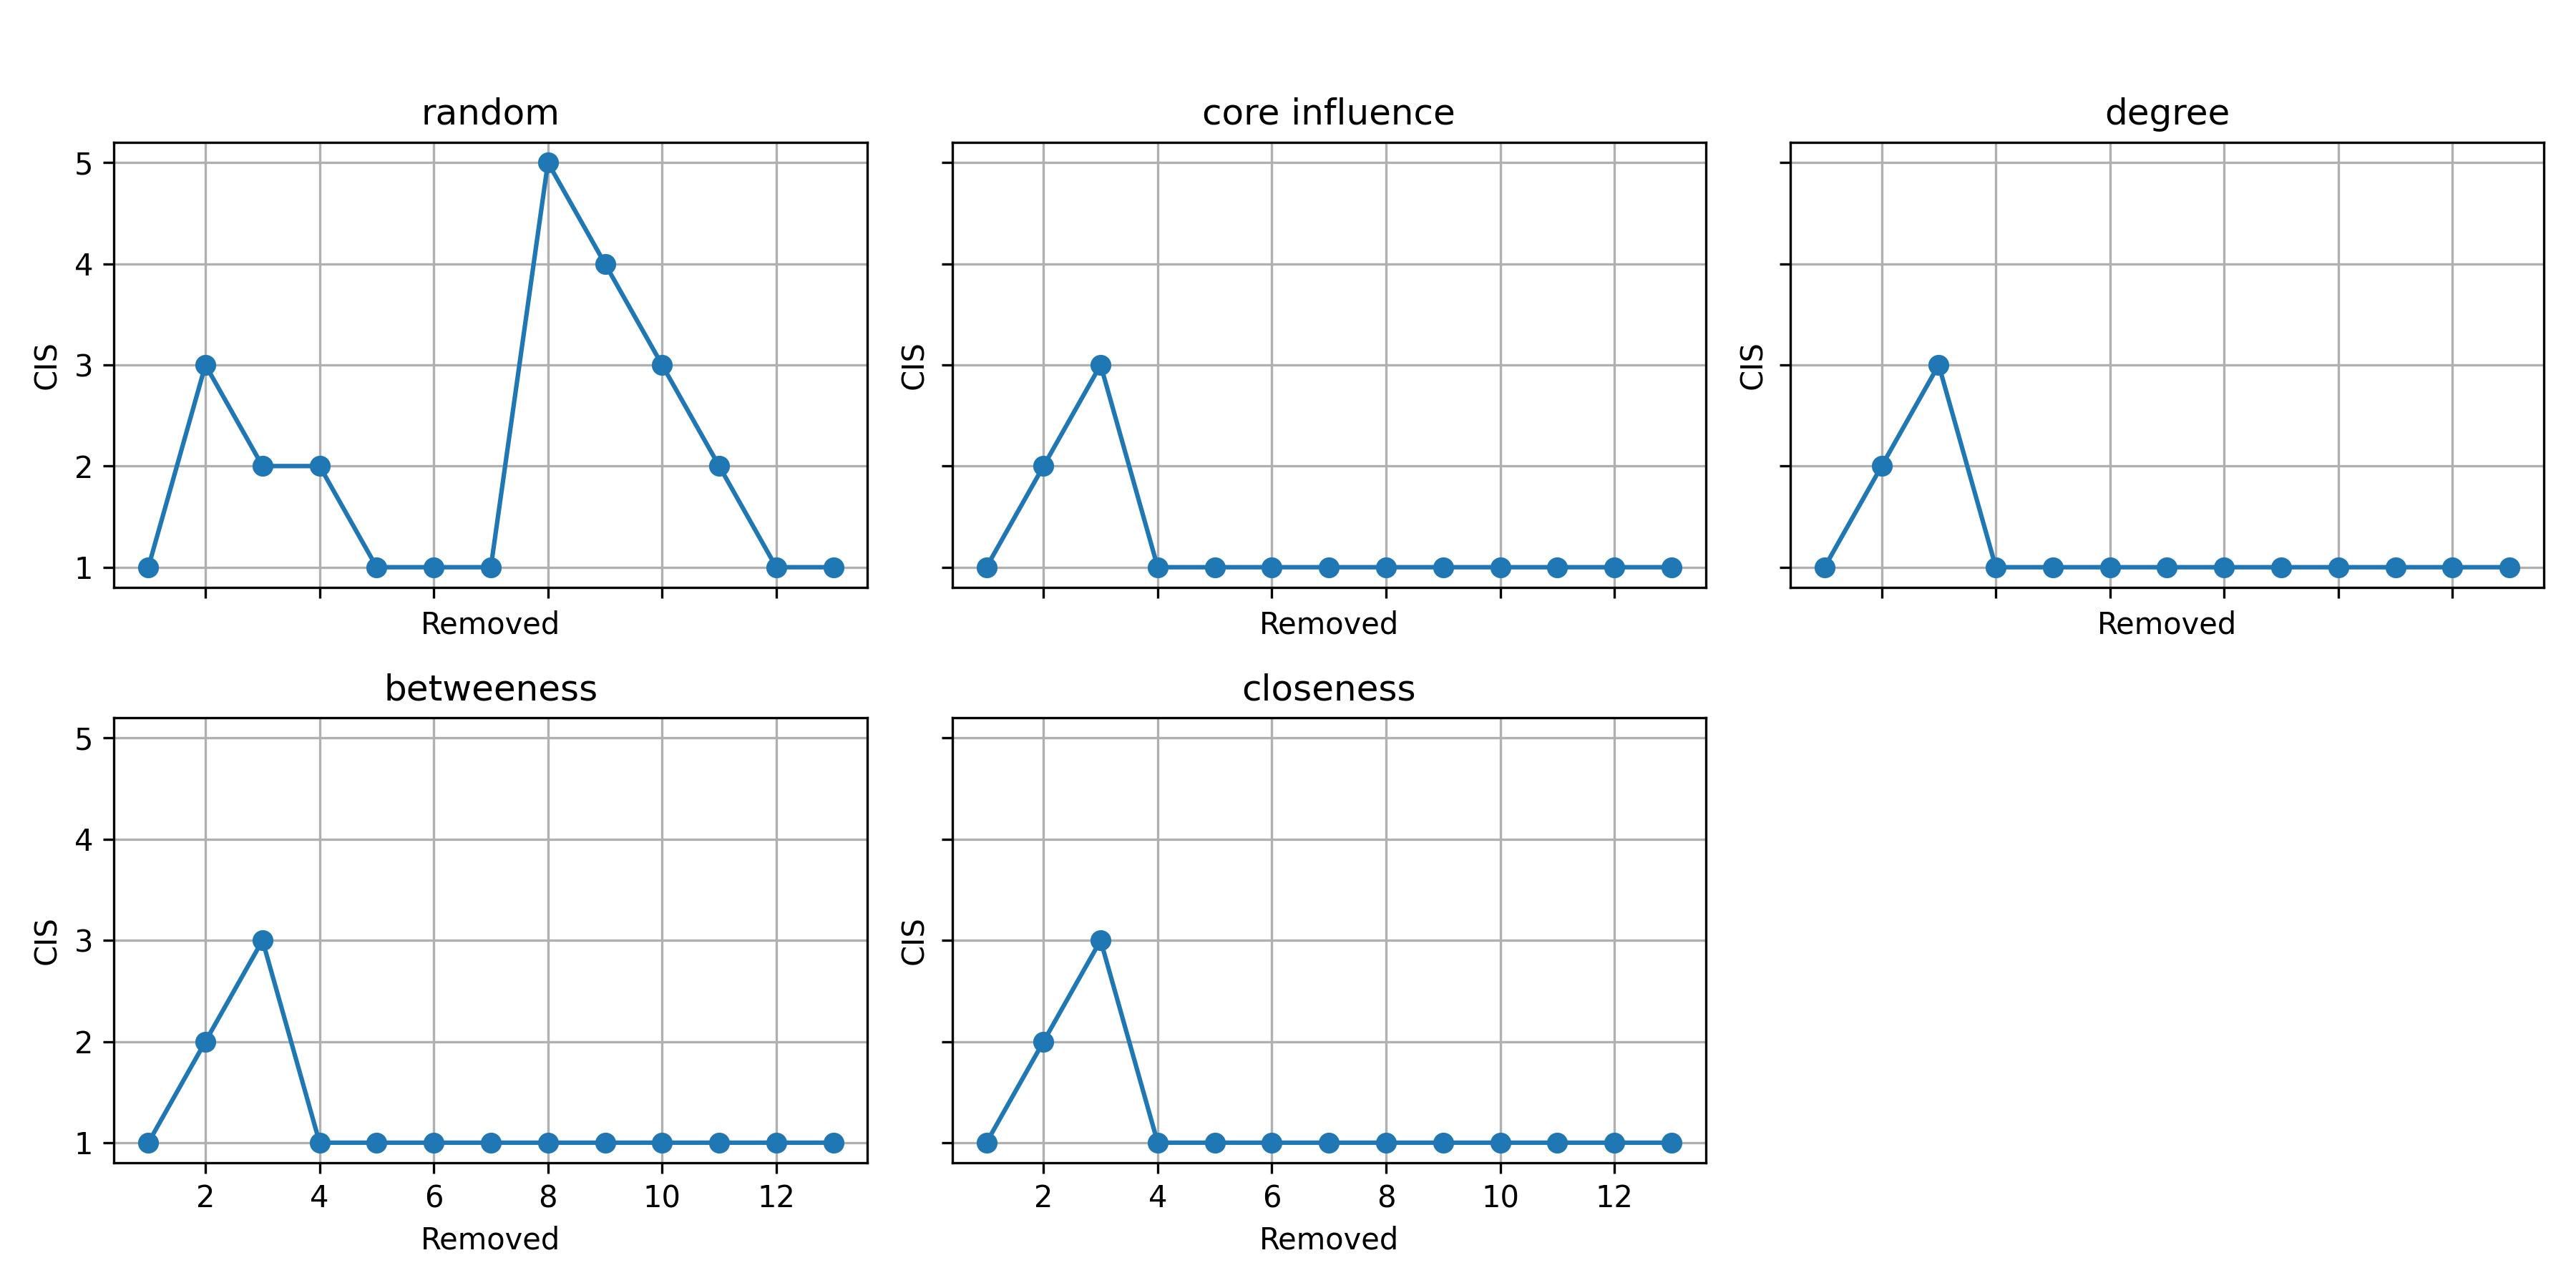 random
5
4
3
2
1
CIS
Removed
core influence
CIS
Removed
degree
CIS
Removed
betweeness
5
4
3
2
1
CIS
2 4 6 8 10 12
Removed
closeness
CIS
2 4 6 8 10 12
Removed